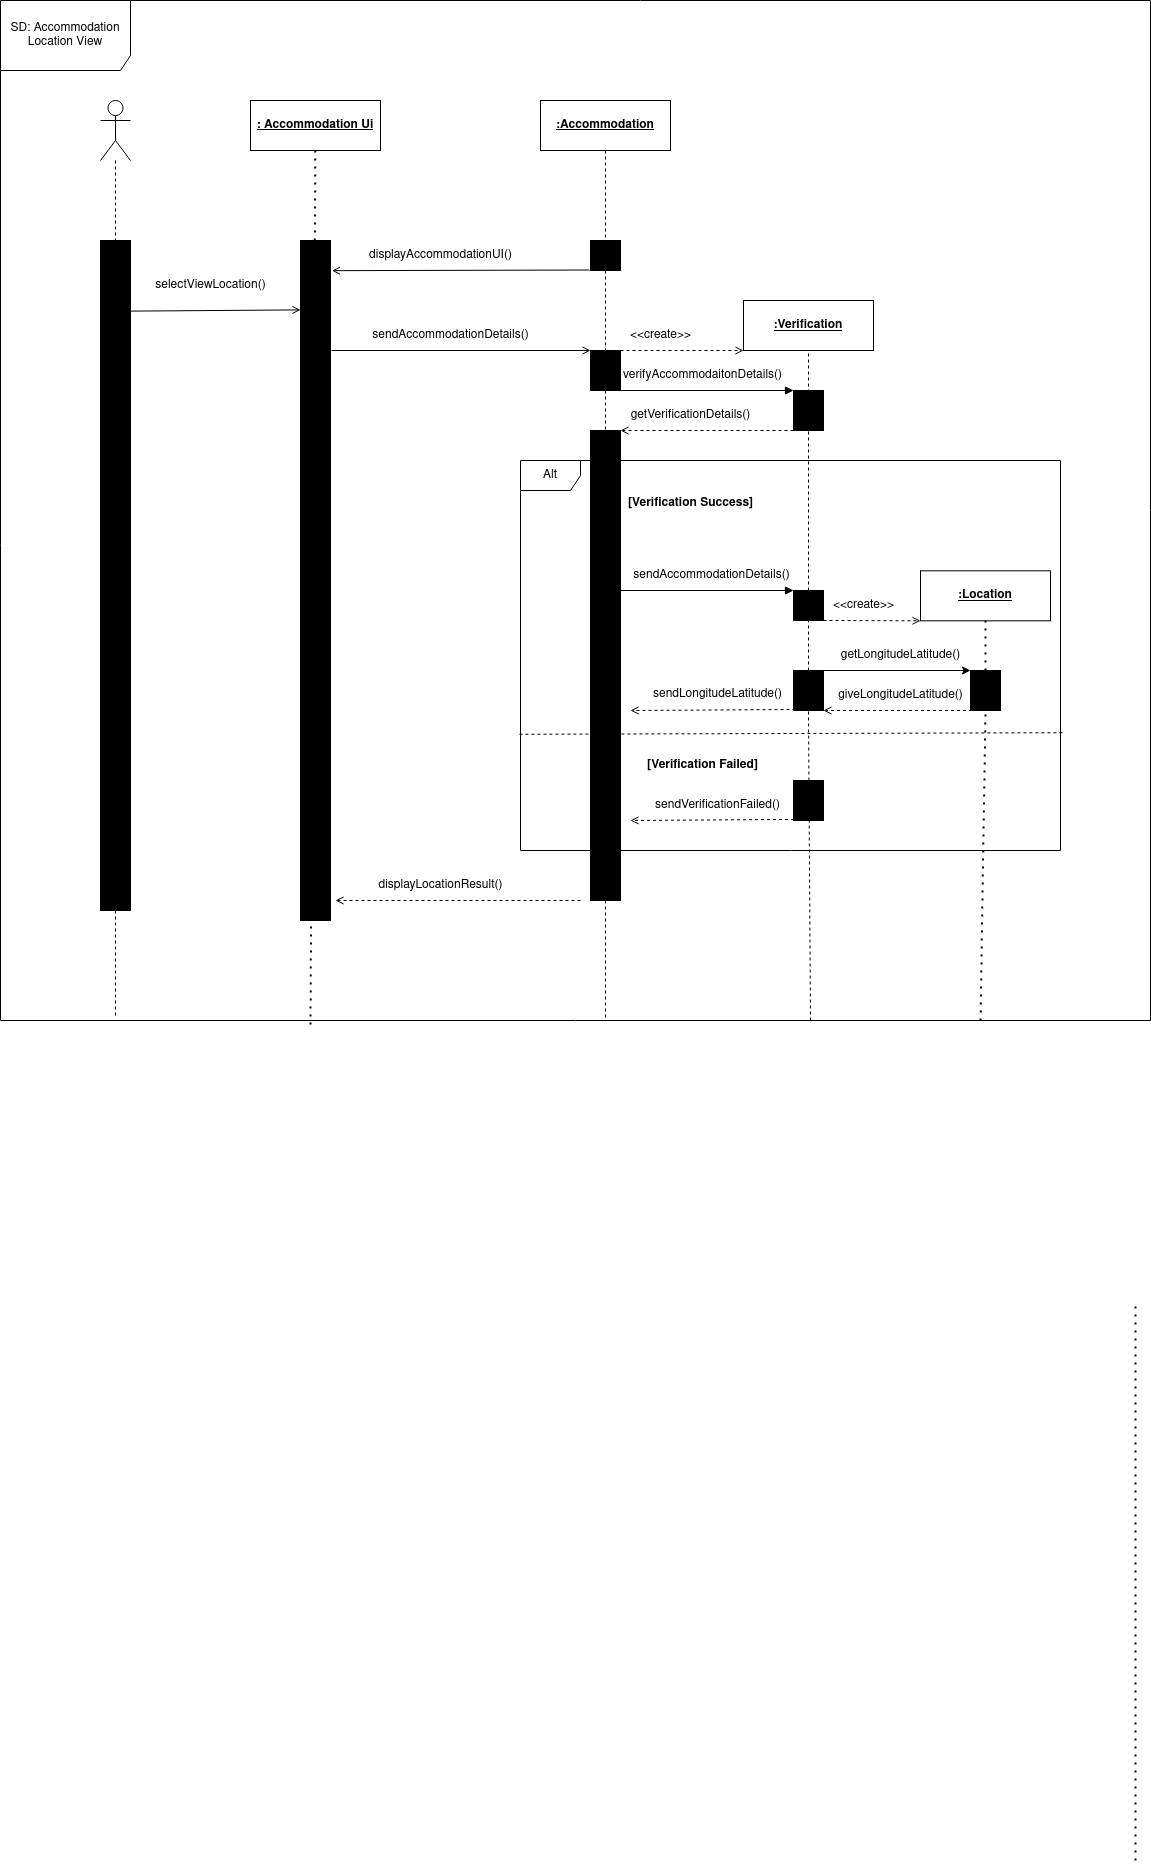 SD: Accommodation
Location View
: Accommodation Ui
:Accommodation
displayAccommodationUI()
selectViewLocation()
:Verification
sendAccommodationDetails()
<<create>>
verifyAccommodaitonDetails()
getVerificationDetails()
Alt
[Verification Success]
sendAccommodationDetails()
:Location
<<create>>
getLongitudeLatitude()
sendLongitudeLatitude()
giveLongitudeLatitude()
[Verification Failed]
sendVerificationFailed()
displayLocationResult()